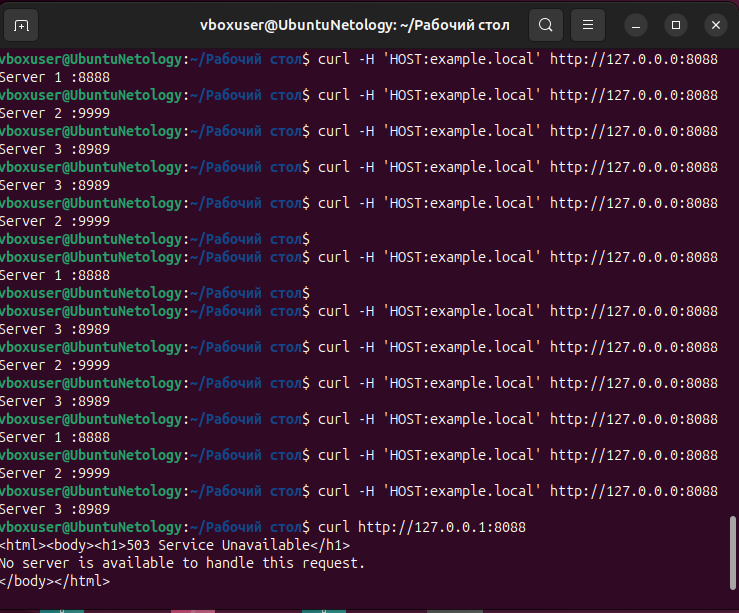 vboxuser@UbuntuNetology: ~/Рабочий стол
vboxuser@UbuntuNetology:~/Рабочий стол$ curl -H 'HOST:example.local' http://127.0.0.0:8088
Server 1 :8888
vboxuser@UbuntuNetology:~/Рабочий стол$ curl -H 'HOST:example.local' http://127.0.0.0:8088
Server 2 :9999
vboxuser@UbuntuNetology:~/Рабочий стол$ curl -H 'HOST:example.local' http://127.0.0.0:8088
Server 3 :8989
vboxuser@UbuntuNetology:~/Рабочий стол$ curl -H 'HOST:example.local' http://127.0.0.0:8088
Server 3 :8989
vboxuser@UbuntuNetology:~/Рабочий стол$ curl -H 'HOST:example.local' http://127.0.0.0:8088
Server 2 :9999
vboxuser@UbuntuNetology:~/Рабочий стол$
vboxuser@UbuntuNetology:~/Рабочий стол$ curl -H 'HOST:example.local' http://127.0.0.0:8088
Server 1 :8888
vboxuser@UbuntuNetology:~/Рабочий стол$
vboxuser@UbuntuNetology:~/Рабочий стол$ curl -H 'HOST:example.local' http://127.0.0.0:8088
Server 3 :8989
vboxuser@UbuntuNetology:~/Рабочий стол$ curl -H 'HOST:example.local' http://127.0.0.0:8088
Server 2 :9999
vboxuser@UbuntuNetology:~/Рабочий стол$ curl -H 'HOST:example.local' http://127.0.0.0:8088
Server 3 :8989
vboxuser@UbuntuNetology:~/Рабочий стол$ curl -H 'HOST:example.local' http://127.0.0.0:8088
Server 1 :8888
vboxuser@UbuntuNetology:~/Рабочий стол$ curl -H 'HOST:example.local' http://127.0.0.0:8088
Server 2 :9999
vboxuser@UbuntuNetology:~/Рабочий стол$ curl -H 'HOST:example.local' http://127.0.0.0:8088
Server 3 :8989
vboxuser@UbuntuNetology:~/Рабочий стол$ curl http://127.0.0.1:8088
<html><body><h1>503 Service Unavailable</h1>
No server is available to handle this request.
</body></html>